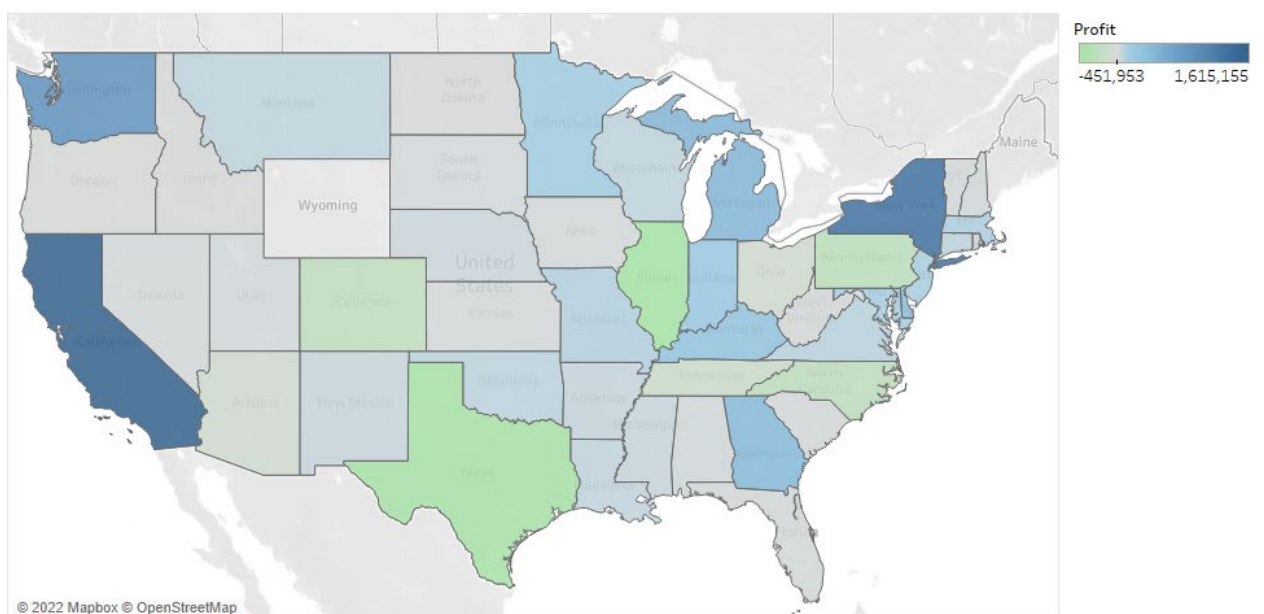 Profit
-451,953 1,615,155
Washington
Montana
North
Dakota
Minnesota
Maine
Oregon
Idaho
South
Dakota
Wisconsin
Wyoming
Michigan
New York
Iowa
Nevada
Utah
United
States
Illinois
Indiana
Ohio
Pennsylvania
California
Colorado
Kansas
Missouri
Kentucky
West
Virginia
Arizona
New Mexico
Oklahoma
Arkansas
Tennessee
North
Carolina
Mississippi
Georgia
Texas
Louisiana
Florida
© 2022 Mapbox © OpenStreetMap